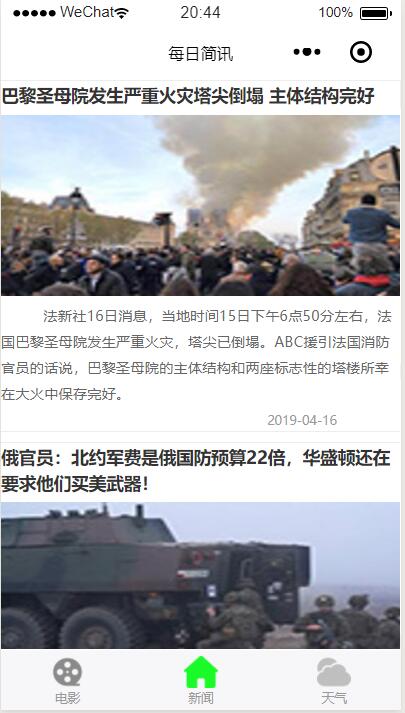 WeChat 20:44 100%
每日简讯
巴黎圣母院发生严重火灾塔尖倒塌 主体结构完好
法新社16日消息，当地时间15日下午6点50分左右，法
国巴黎圣母院发生严重火灾，塔尖已倒塌。ABC援引法国消防
官员的话说，巴黎圣母院的主体结构和两座标志性的塔楼所幸
在大火中保存完好。
2019-04-16
俄官员：北约军费是俄国防预算22倍，华盛顿还在
要求他们买美武器！
电影 新闻 天气